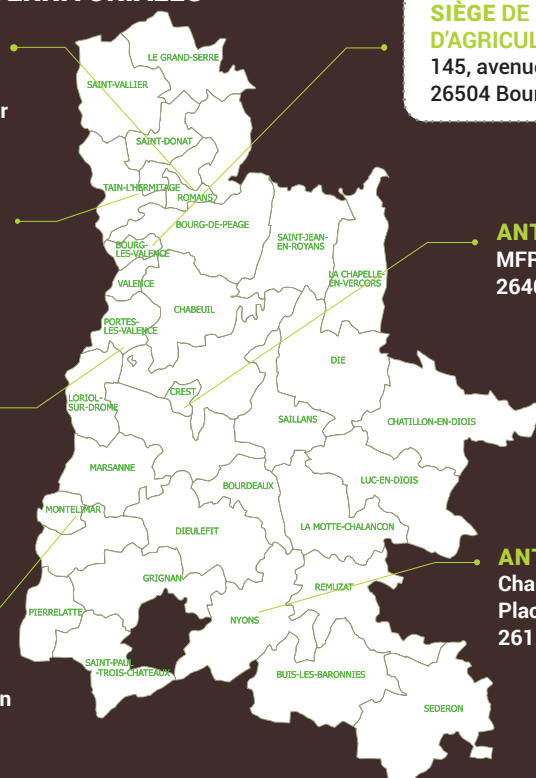 SIÈGE DE
D'AGRICUL
145, avenue
26504 Bour
LE GRAND-SERRE
SAINT-VALLIER
r
SAINT-DONAT
TAIN-L'HERMITAGE
ROMANS
BOURG-DE-PEAGE
SAINT-JEAN-
EN-ROYANS
BOURG-
LES-VALENCE
LA CHAPELLE-
EN-VERCORS
ANT
MFR
2640
VALENCE
CHABEUIL
PORTES-
LES-VALENCE
DIE
CREST
LORIOL-
SUR-DROME
SAILLANS
CHATILLON-EN-DIOIS
MARSANNE
BOURDEAUX
LUC-EN-DIOIS
MONTELIMAR
DIEULEFIT
LA MOTTE-CHALANCON
ANT
Cha
Plac
261
GRIGNAN
REMUZAT
PIERRELATTE
NYONS
SAINT-PAUL
-TROIS-CHATEAUX
BUIS-LES-BARONNIES
n
SEDERON